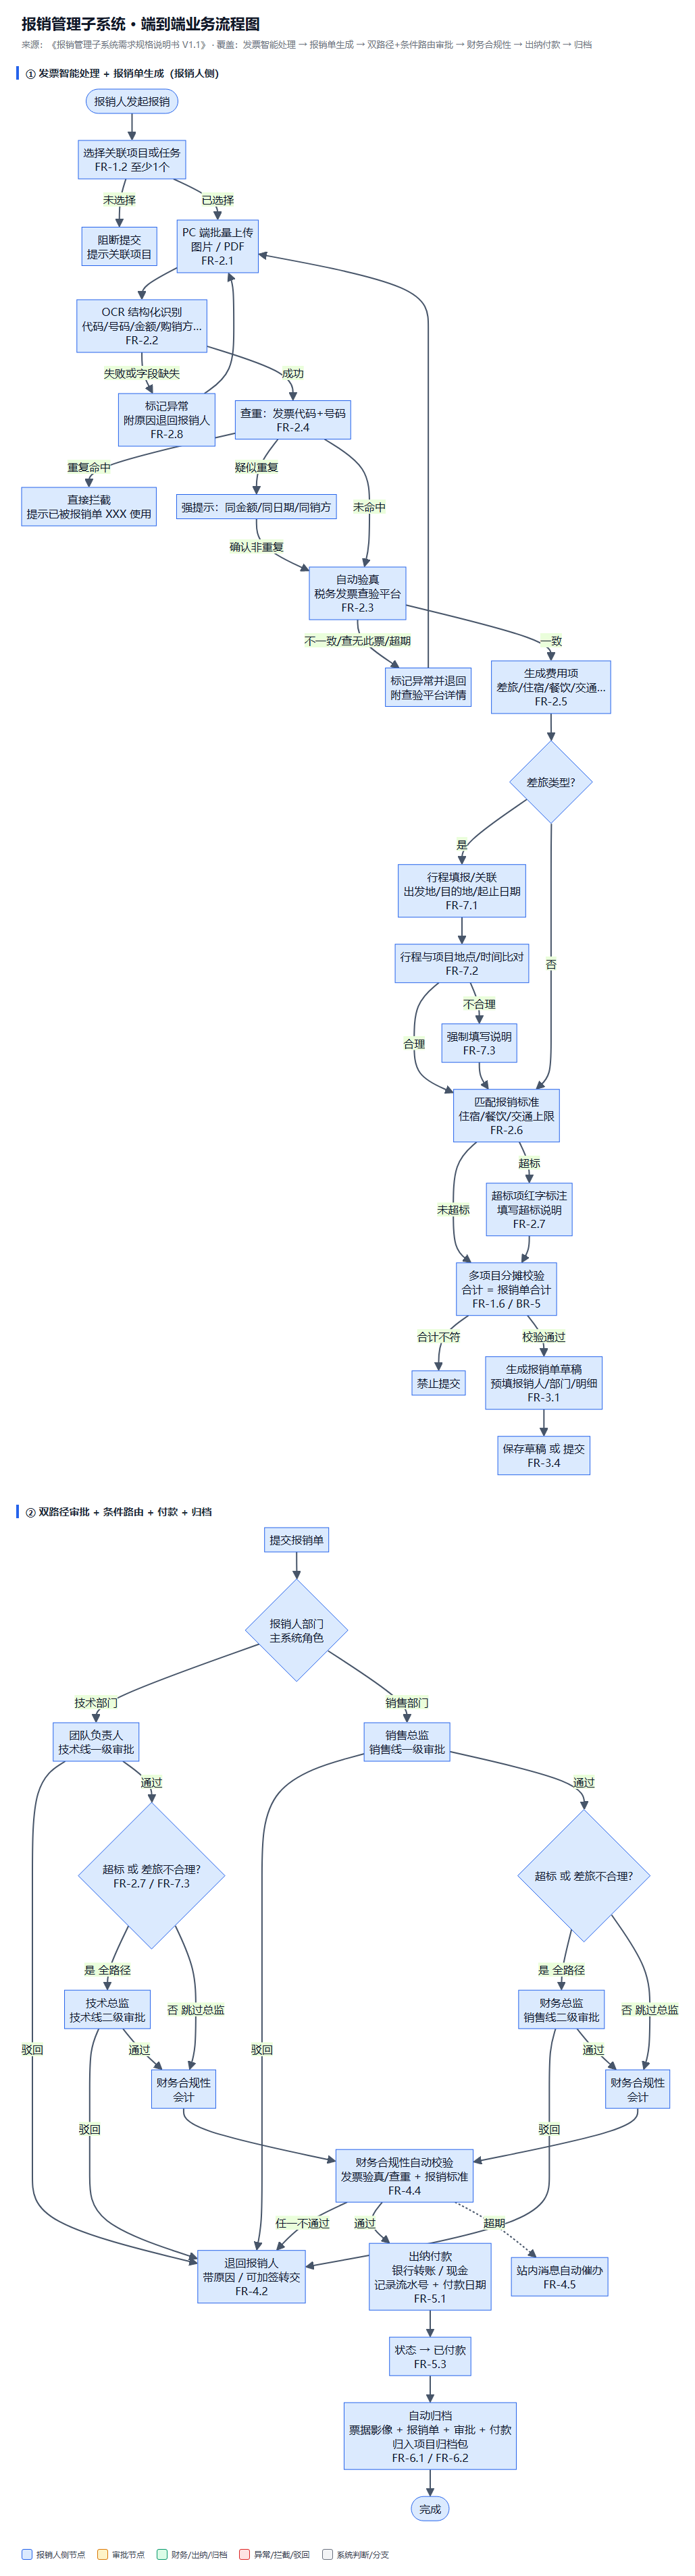 报销管理子系统 · 端到端业务流程图
来源：《报销管理子系统需求规格说明书 V1.1》 · 覆盖：发票智能处理 → 报销单生成 → 双路径+条件路由审批 → 财务合规性 → 出纳付款 → 归档
① 发票智能处理 + 报销单生成（报销人侧）
报销人发起报销
选择关联项目或任务
FR-1.2 至少1个
未选择
已选择
阻断提交
提示关联项目
PC 端批量上传
图片 / PDF
FR-2.1
OCR 结构化识别
代码/号码/金额/购销方...
FR-2.2
失败或字段缺失
成功
标记异常
附原因退回报销人
FR-2.8
查重：发票代码+号码
FR-2.4
重复命中
疑似重复
未命中
直接拦截
提示已被报销单 XXX 使用
强提示：同金额/同日期/同销方
确认非重复
自动验真
税务发票查验平台
FR-2.3
不一致/查无此票/超期
一致
标记异常并退回
附查验平台详情
生成费用项
差旅/住宿/餐饮/交通...
FR-2.5
差旅类型?
是
行程填报/关联
出发地/目的地/起止日期
FR-7.1
行程与项目地点/时间比对
FR-7.2
否
不合理
合理
强制填写说明
FR-7.3
匹配报销标准
住宿/餐饮/交通上限
FR-2.6
超标
未超标
超标项红字标注
填写超标说明
FR-2.7
多项目分摊校验
合计 = 报销单合计
FR-1.6 / BR-5
合计不符
校验通过
禁止提交
生成报销单草稿
预填报销人/部门/明细
FR-3.1
保存草稿 或 提交
FR-3.4
② 双路径审批 + 条件路由 + 付款 + 归档
提交报销单
报销人部门
主系统角色
技术部门
销售部门
团队负责人
技术线一级审批
销售总监
销售线一级审批
通过
通过
超标 或 差旅不合理?
FR-2.7 / FR-7.3
超标 或 差旅不合理?
是 全路径
是 全路径
技术总监
技术线二级审批
否 跳过总监
财务总监
销售线二级审批
否 跳过总监
驳回
通过
驳回
通过
财务合规性
会计
财务合规性
会计
驳回
驳回
财务合规性自动校验
发票验真/查重 + 报销标准
FR-4.4
任一不通过
通过
超期
退回报销人
带原因 / 可加签转交
FR-4.2
出纳付款
银行转账 / 现金
记录流水号 + 付款日期
FR-5.1
站内消息自动催办
FR-4.5
状态 → 已付款
FR-5.3
自动归档
票据影像 + 报销单 + 审批 + 付款
归入项目归档包
FR-6.1 / FR-6.2
完成
报销人侧节点
审批节点
财务/出纳/归档
异常/拦截/驳回
系统判断/分支